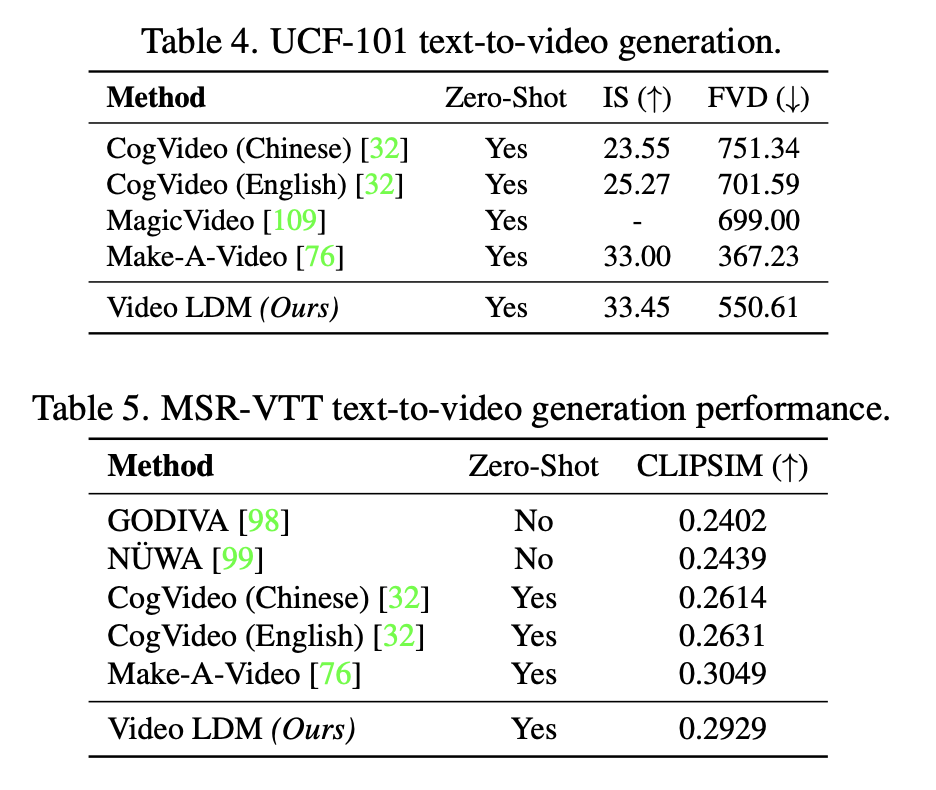 Table 4. UCF-101 text-to-video generation.
Method Zero-Shot IS (↑) FVD (↓)
CogVideo (Chinese) [32] Yes 23.55 751.34
CogVideo (English) [32] Yes 25.27 701.59
MagicVideo [109] Yes - 699.00
Make-A-Video [76] Yes 33.00 367.23
Video LDM (Ours) Yes 33.45 550.61
Table 5. MSR-VTT text-to-video generation performance.
Method Zero-Shot CLIPSIM (↑)
GODIVA [98] No 0.2402
NÜWA [99] No 0.2439
CogVideo (Chinese) [32] Yes 0.2614
CogVideo (English) [32] Yes 0.2631
Make-A-Video [76] Yes 0.3049
Video LDM (Ours) Yes 0.2929